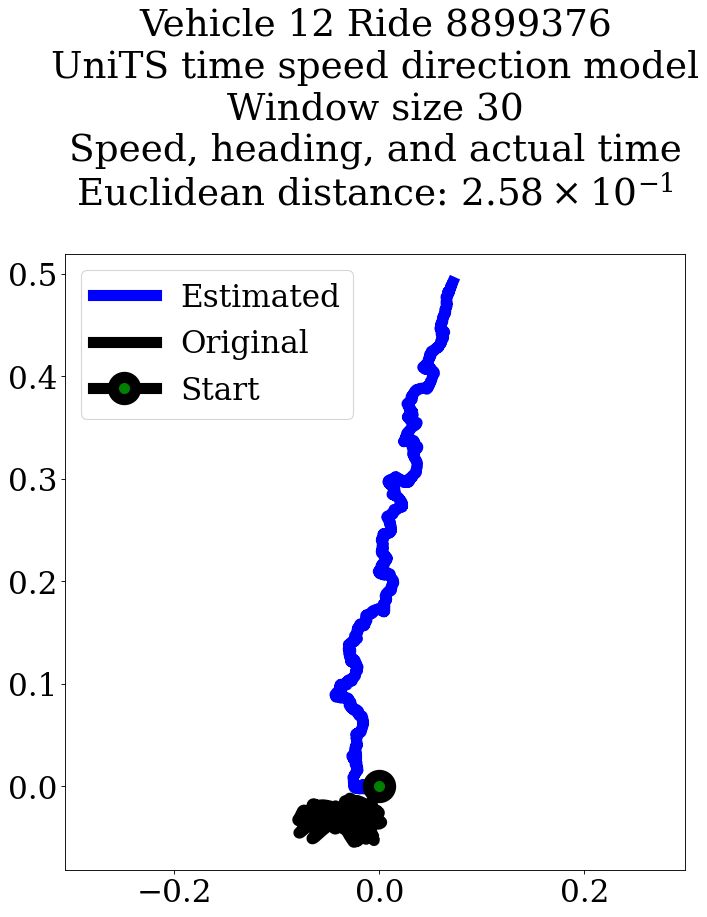 Vehicle 12 Ride 8899376
UniTS time speed direction model
Window size 30
Speed, heading, and actual time
Euclidean distance: 2.58 × 10⁻¹
Estimated
Original
Start
0.5
0.4
0.3
0.2
0.1
0.0
−0.2 0.0 0.2